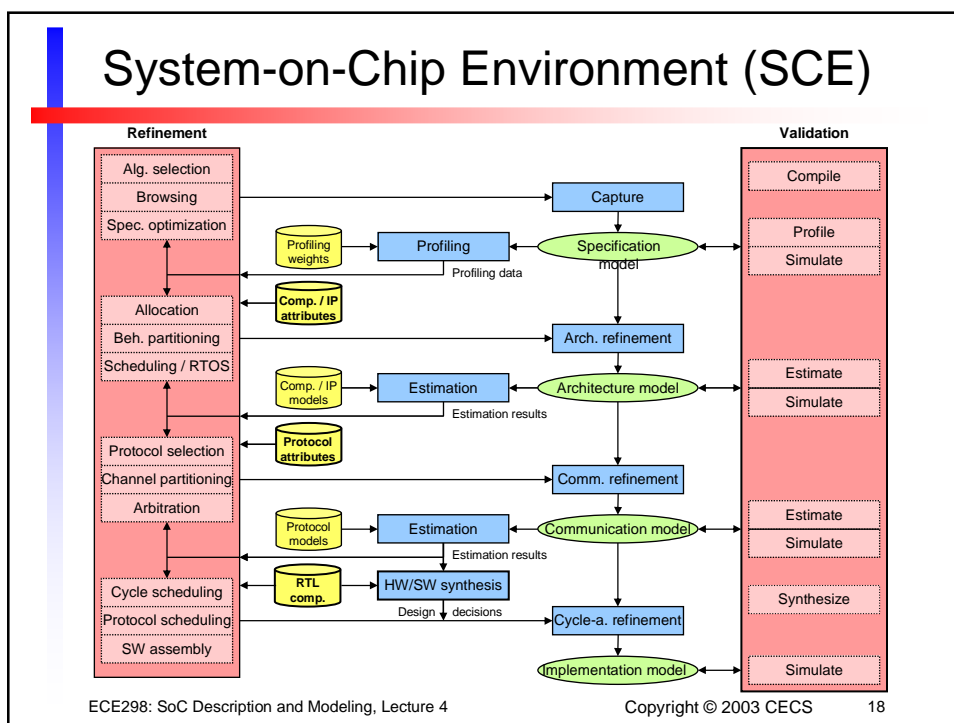 System-on-Chip Environment (SCE)
Refinement
Validation
Alg. selection
Browsing
Spec. optimization
Capture
Compile
Profiling
weights
Profiling
Specification
model
Profile
Simulate
Profiling data
Allocation
Beh. partitioning
Scheduling / RTOS
Comp. / IP
attributes
Arch. refinement
Comp. / IP
models
Estimation
Architecture model
Estimate
Simulate
Estimation results
Protocol selection
Channel partitioning
Arbitration
Protocol
attributes
Comm. refinement
Protocol
models
Estimation
Communication model
Estimate
Simulate
Estimation results
Cycle scheduling
Protocol scheduling
SW assembly
RTL
comp.
HW/SW synthesis
Synthesize
Design decisions
Cycle-a. refinement
Implementation model
Simulate
ECE298: SoC Description and Modeling, Lecture 4
Copyright © 2003 CECS
18